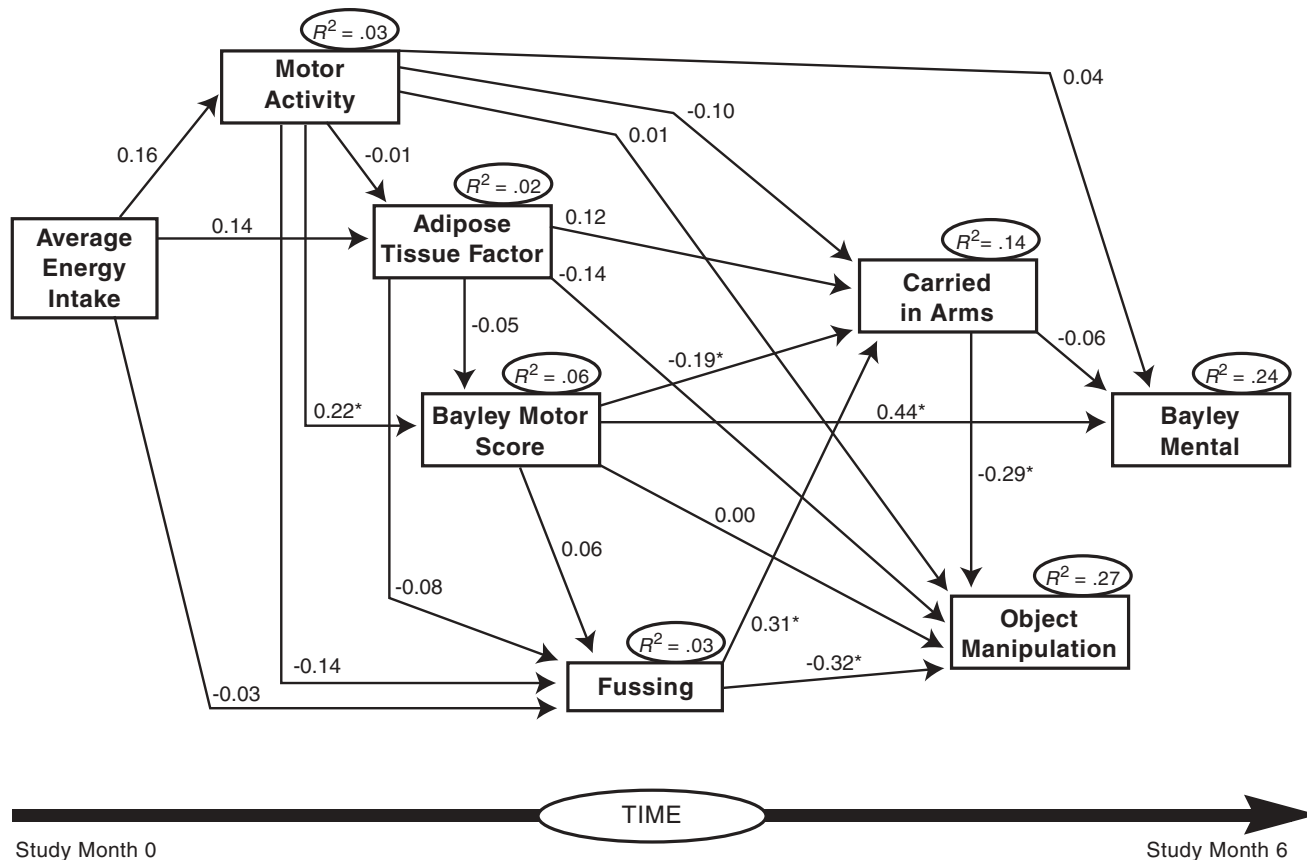 R² = .03
Motor
Activity
0.04
-0.10
0.01
0.16
-0.01
R² = .02
Average
Energy
Intake
0.14
Adipose
Tissue Factor
0.12
-0.14
R² = .14
Carried
in Arms
-0.05
-0.19*
-0.06
R² = .06
R² = .24
0.22*
Bayley Motor
Score
0.44*
Bayley
Mental
-0.29*
0.00
0.06
-0.08
R² = .27
Object
Manipulation
0.31*
R² = .03
-0.32*
-0.14
-0.03
Fussing
TIME
Study Month 0
Study Month 6